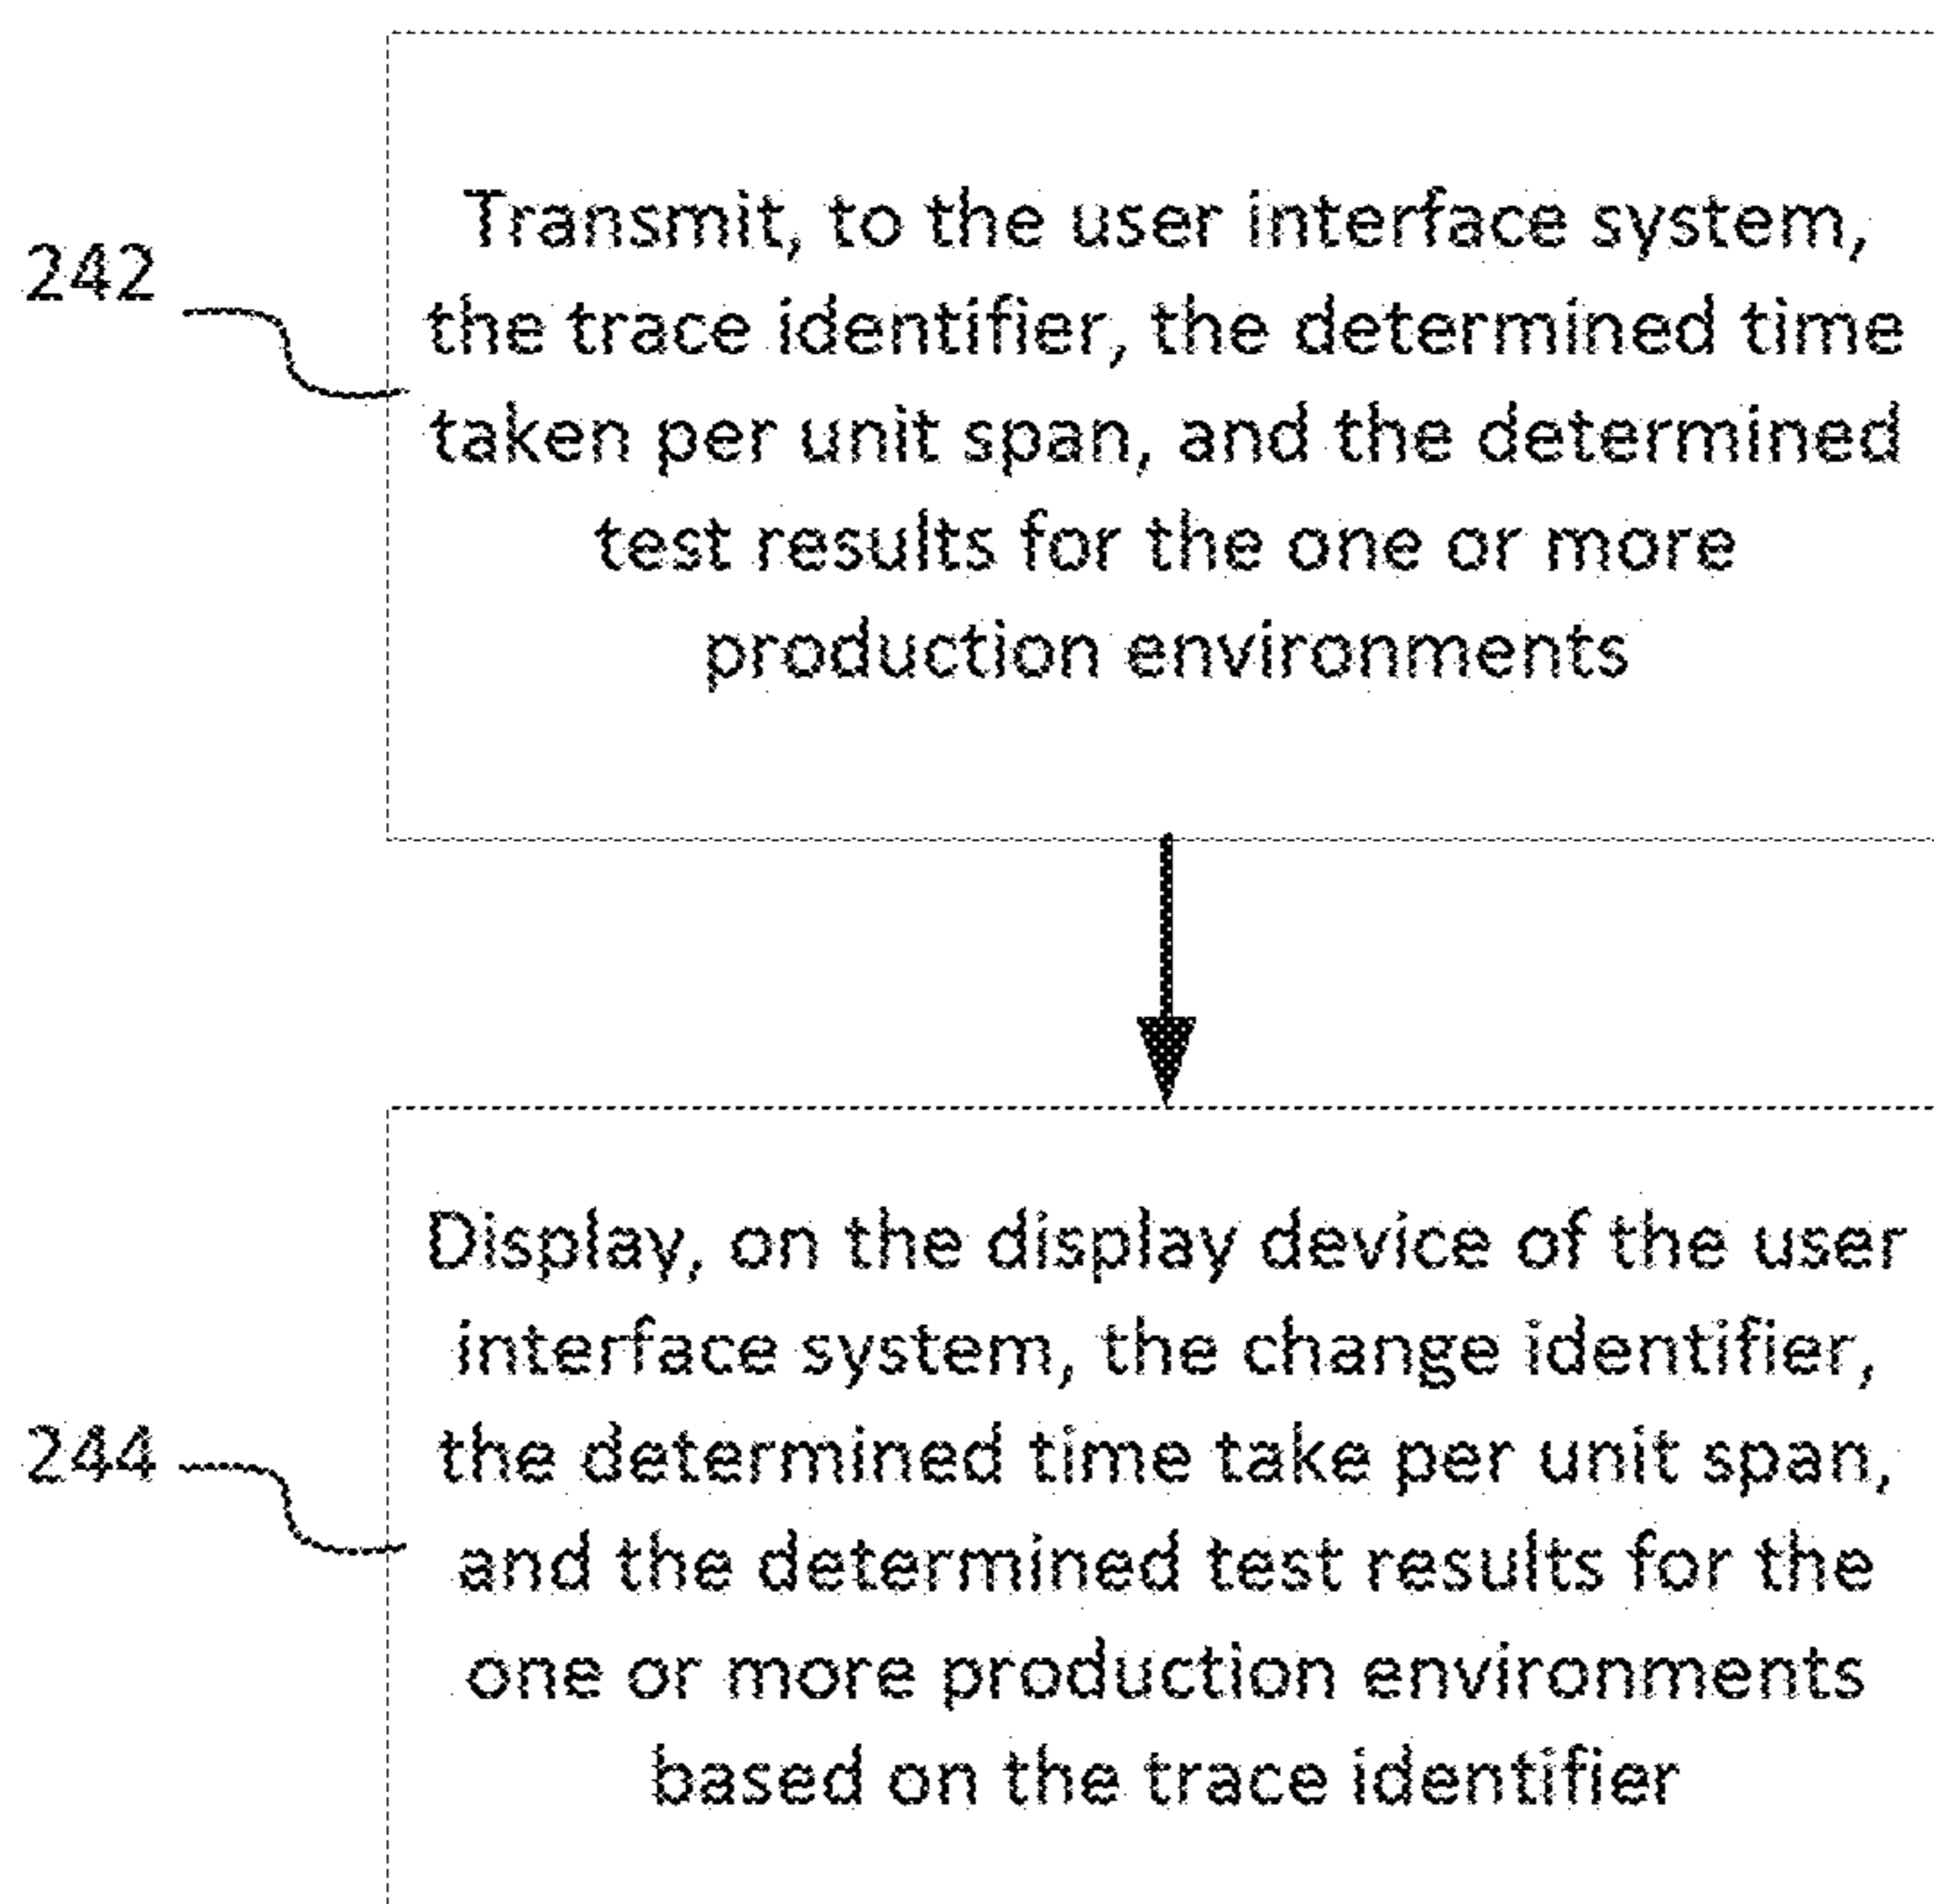 242
Transmit, to the user interface system,
the trace identifier, the determined time
taken per unit span, and the determined
test results for the one or more
production environments
244
Display, on the display device of the user
interface system, the change identifier,
the determined time take per unit span,
and the determined test results for the
one or more production environments
based on the trace identifier